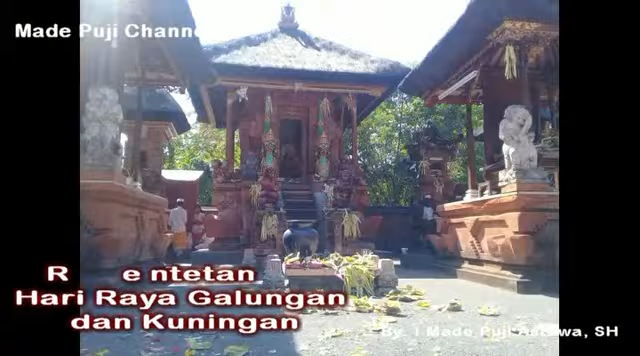 Made Puji Channe
R e ntetan
Hari Raya Galungan
dan Kuningan
By. I Made Puji Astawa, SH